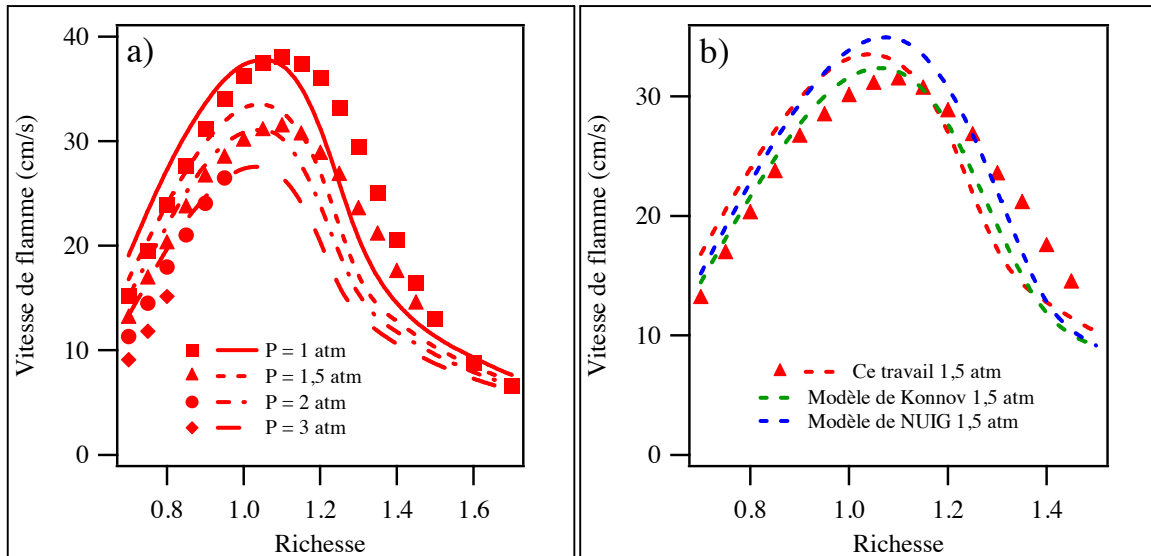 a)
Vitesse de flamme (cm/s)
40
30
20
10
0
P = 1 atm
P = 1,5 atm
P = 2 atm
P = 3 atm
0.8
1.0
1.2
1.4
1.6
Richesse
b)
Vitesse de flamme (cm/s)
30
20
10
0
Ce travail 1,5 atm
Modèle de Konnov 1,5 atm
Modèle de NUIG 1,5 atm
0.8
1.0
1.2
1.4
Richesse